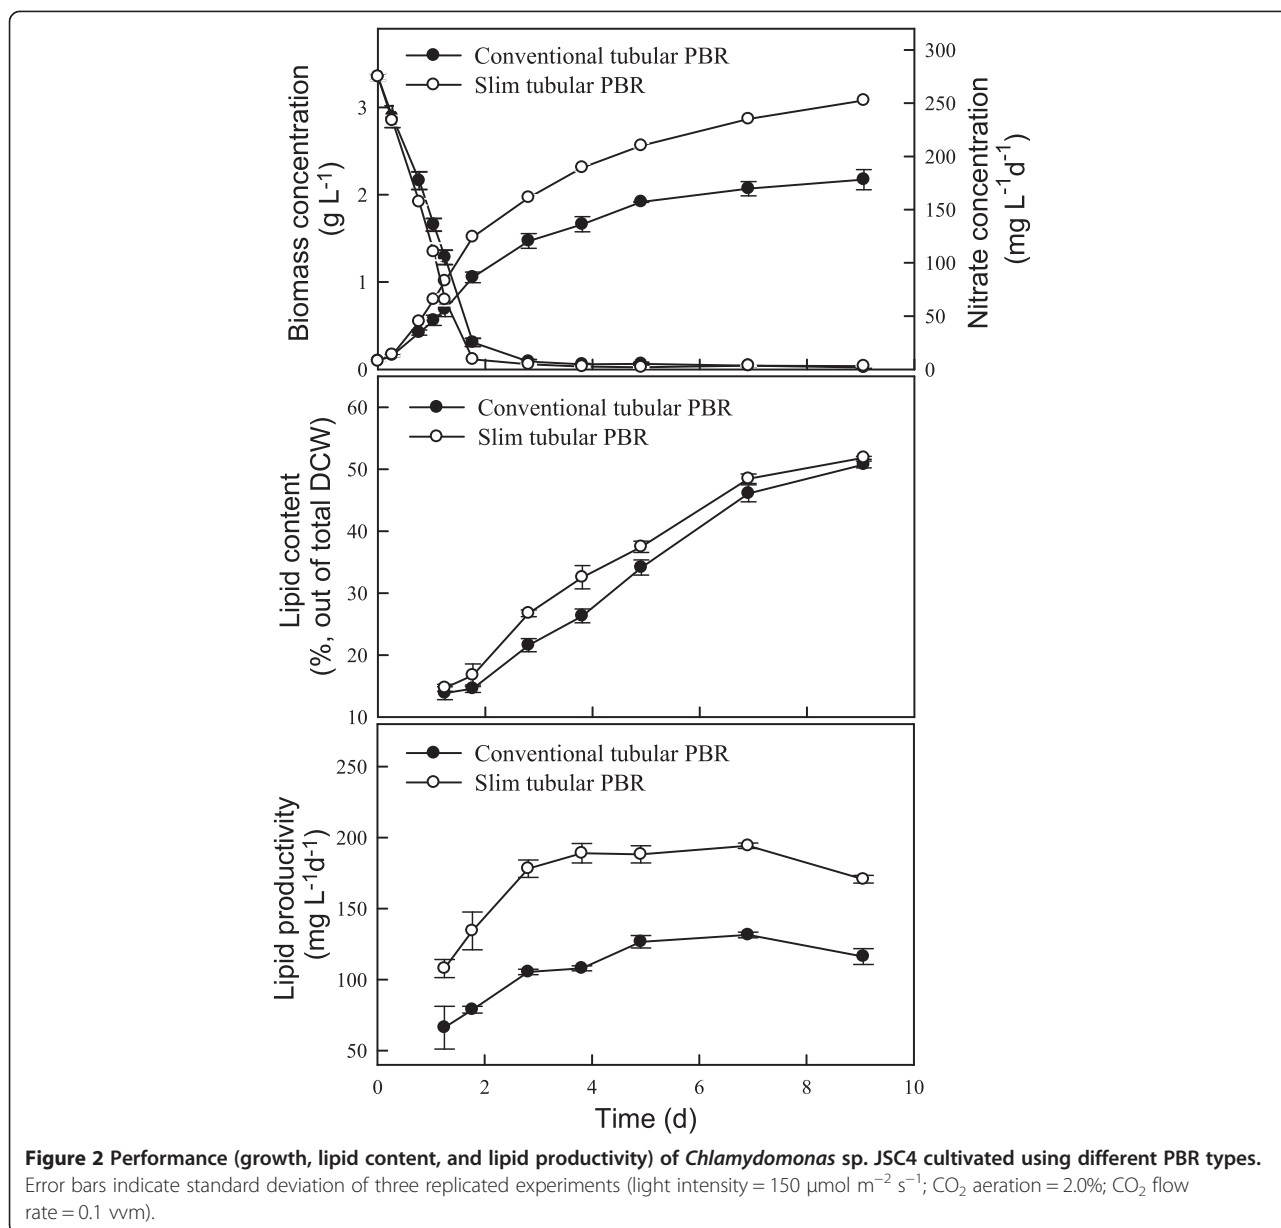 Conventional tubular PBR
Slim tubular PBR
Biomass concentration
(g L-1)
3
2
1
0
300
250
200
150
100
50
0
Nitrate concentration
(mg L-1d-1)
Conventional tubular PBR
Slim tubular PBR
Lipid content
(%, out of total DCW)
60
50
40
30
20
10
Conventional tubular PBR
Slim tubular PBR
Lipid productivity
(mg L-1d-1)
250
200
150
100
50
0 2 4 6 8 10
Time (d)
Figure 2 Performance (growth, lipid content, and lipid productivity) of Chlamydomonas sp. JSC4 cultivated using different PBR types.
Error bars indicate standard deviation of three replicated experiments (light intensity = 150 μmol m−2 s−1; CO2 aeration = 2.0%; CO2 flow
rate = 0.1 vvm).